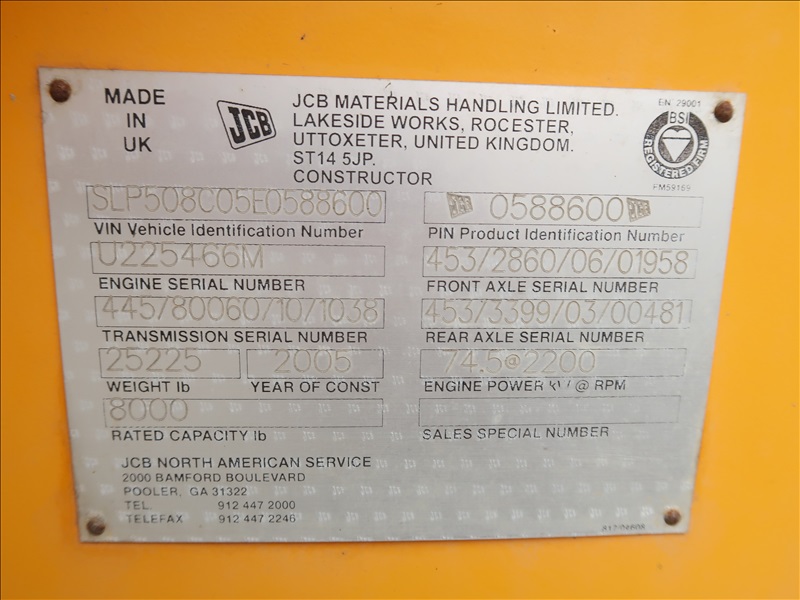 MADE
IN
UK
JCB
JCB MATERIALS HANDLING LIMITED.
LAKESIDE WORKS, ROCESTER,
UTTOXETER, UNITED KINGDOM.
ST14 5JP.
CONSTRUCTOR
EN 29001
BSI
REGISTERED FIRM
FM59169
SLP508C05E0588600
VIN Vehicle Identification Number
JCB 0588600 JCB
PIN Product Identification Number
U225466M
ENGINE SERIAL NUMBER
453/2860/06/01958
FRONT AXLE SERIAL NUMBER
445/80060/10/1038
TRANSMISSION SERIAL NUMBER
453/3399/03/00481
REAR AXLE SERIAL NUMBER
25225
WEIGHT lb
2005
YEAR OF CONST
74.5@2200
ENGINE POWER kW @ RPM
8000
RATED CAPACITY lb
SALES SPECIAL NUMBER
JCB NORTH AMERICAN SERVICE
2000 BAMFORD BOULEVARD
POOLER, GA 31322
TEL. 912 447 2000
TELEFAX 912 447 2246